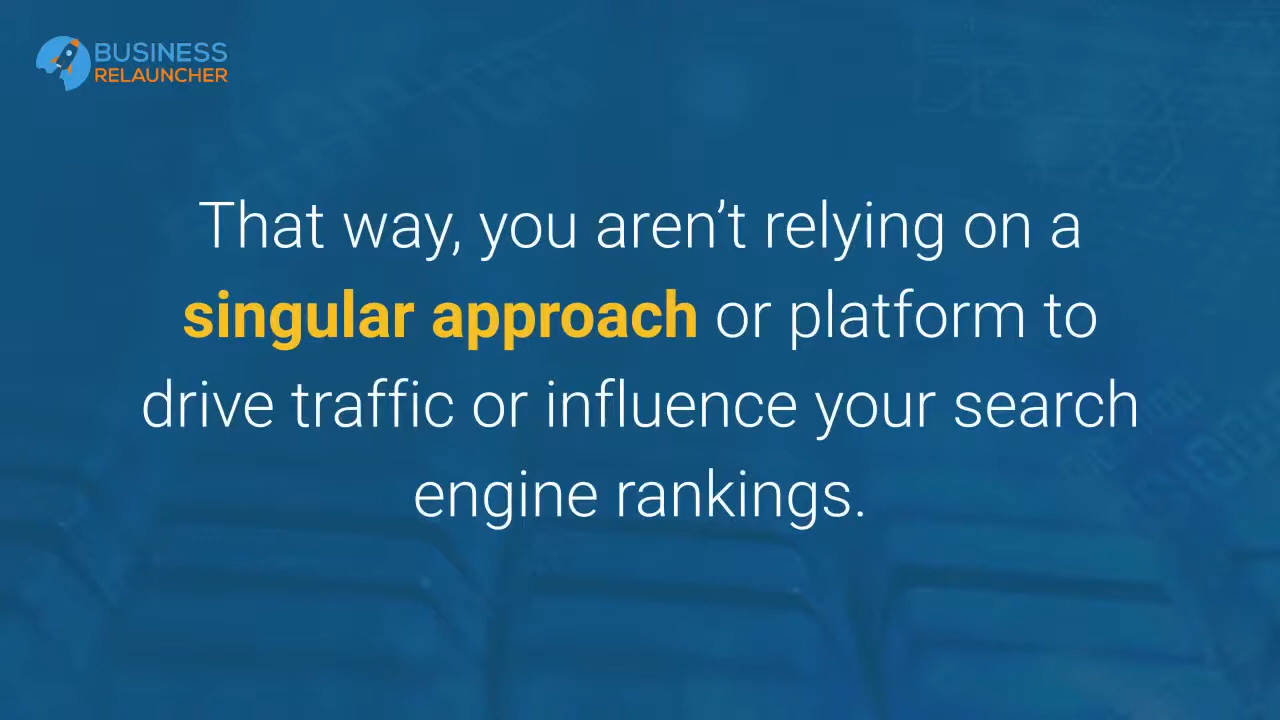 BUSINESS
RELAUNCHER
That way, you aren’t relying on a
singular approach or platform to
drive traffic or influence your search
engine rankings.